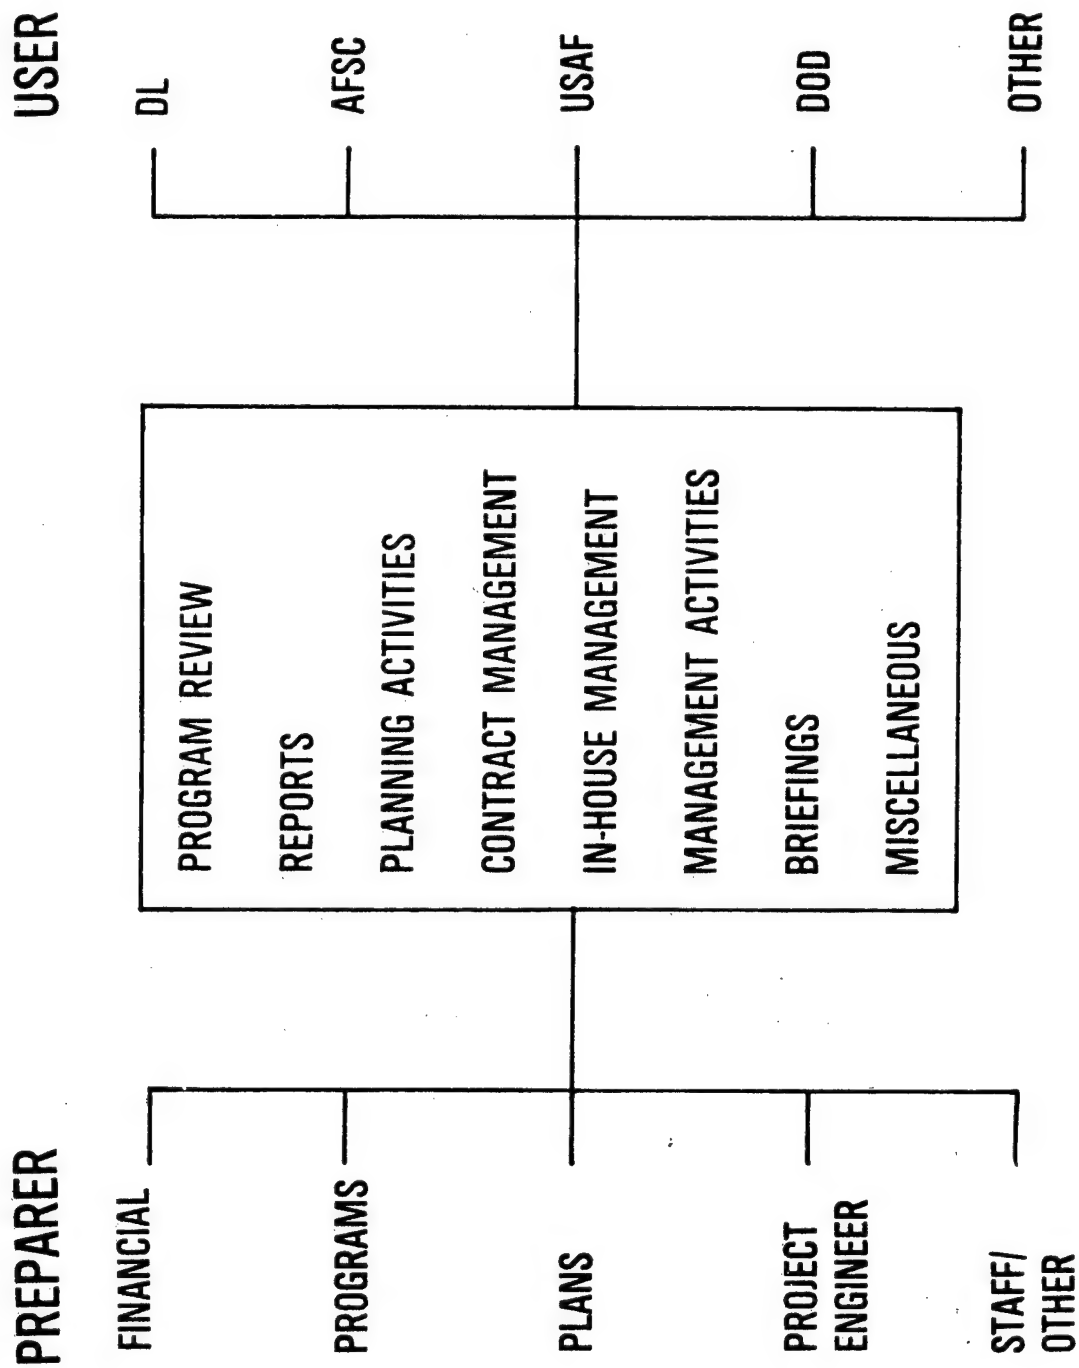 PREPARER
FINANCIAL
PROGRAMS
PLANS
PROJECT
ENGINEER
STAFF/
OTHER
PROGRAM REVIEW
REPORTS
PLANNING ACTIVITIES
CONTRACT MANAGEMENT
IN-HOUSE MANAGEMENT
MANAGEMENT ACTIVITIES
BRIEFINGS
MISCELLANEOUS
USER
DL
AFSC
USAF
DOD
OTHER